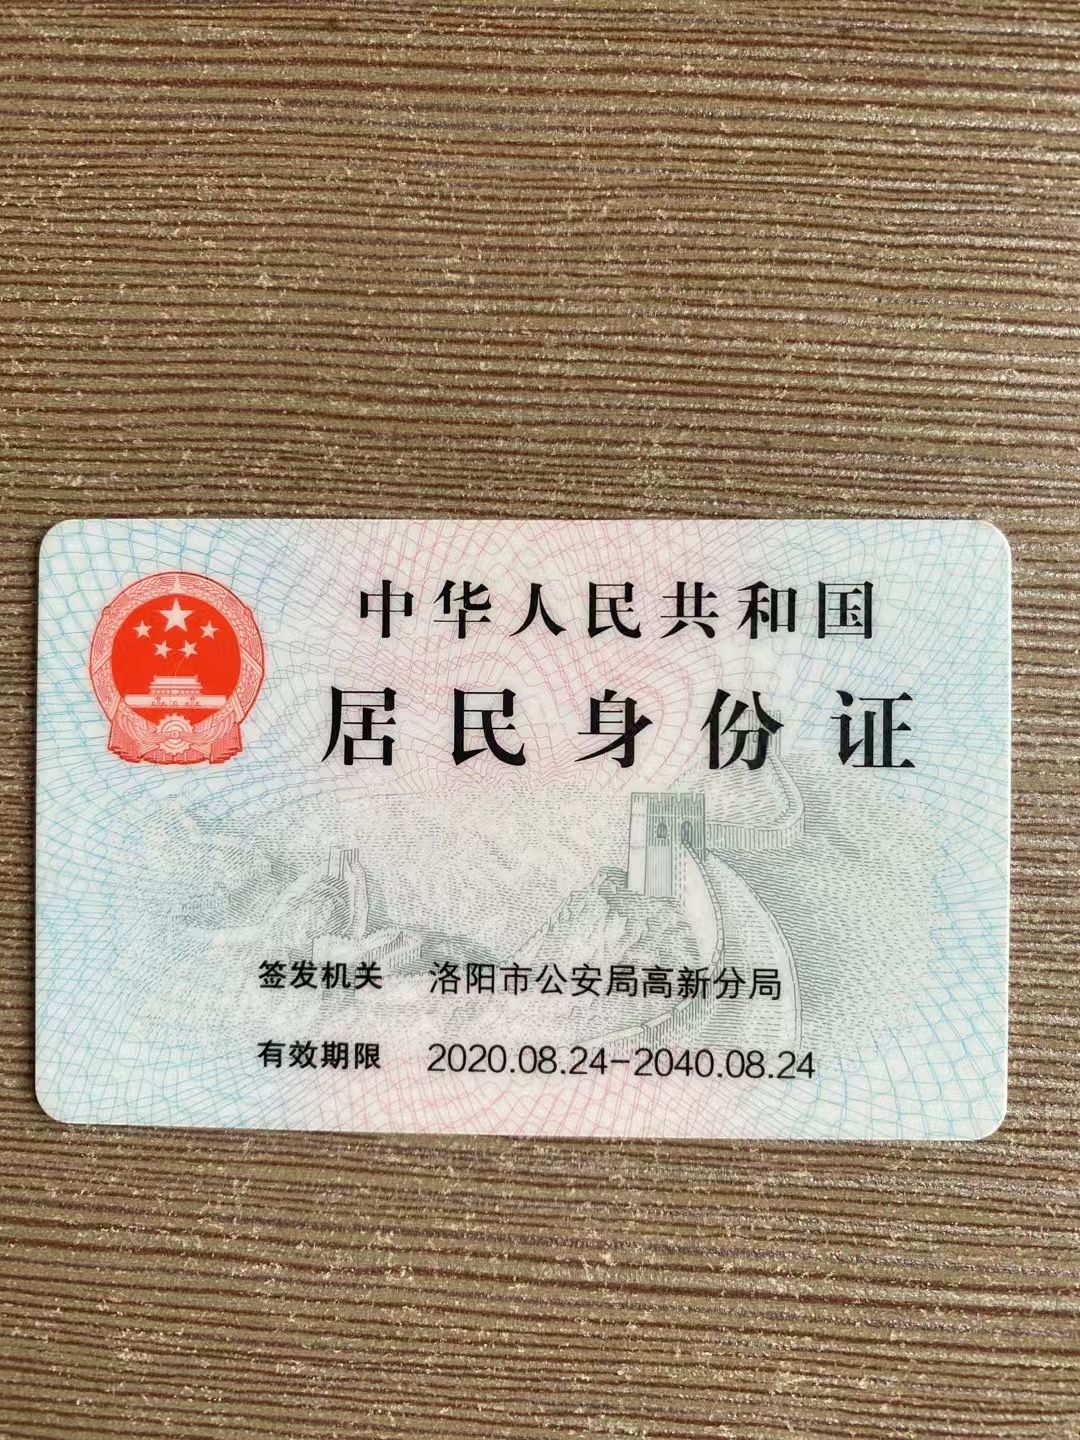 中华人民共和国
居民身份证
签发机关 洛阳市公安局高新分局
有效期限 2020.08.24-2040.08.24